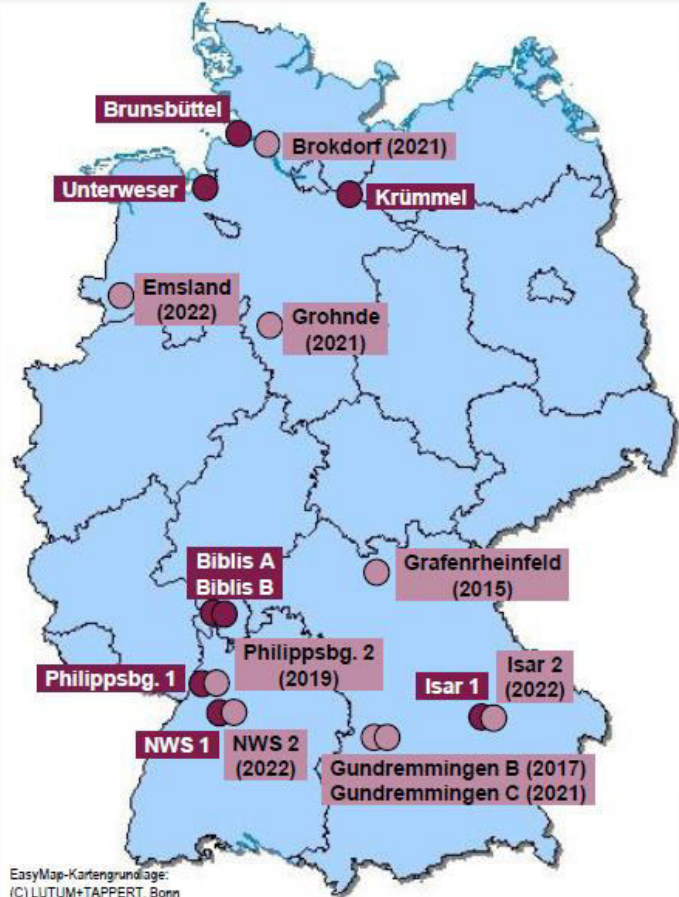 Brunsbüttel
Brokdorf (2021)
Unterweser
Krümmel
Emsland
(2022)
Grohnde
(2021)
Biblis A
Biblis B
Grafenrheinfeld
(2015)
Philippsbg. 2
(2019)
Philippsbg. 1
Isar 2
(2022)
Isar 1
NWS 1
NWS 2
(2022)
Gundremmingen B (2017)
Gundremmingen C (2021)
EasyMap-Kartengrundlage:
(C) LUTUM+TAPPERT, Bonn